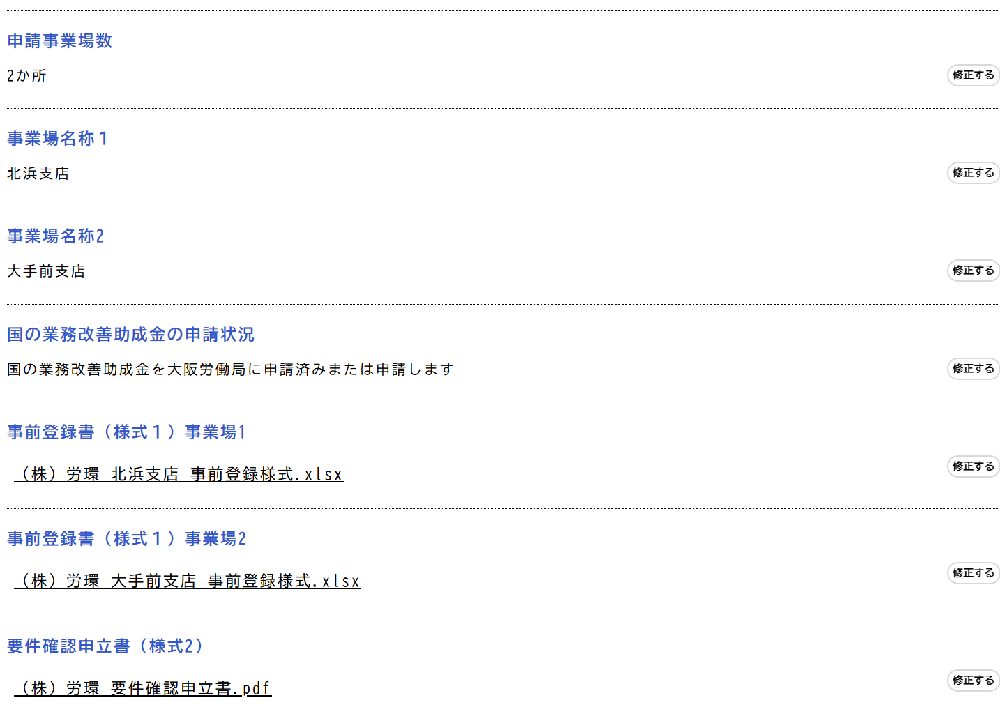 申請事業場数
2か所
修正する
事業場名称１
北浜支店
修正する
事業場名称2
大手前支店
修正する
国の業務改善助成金の申請状況
国の業務改善助成金を大阪労働局に申請済みまたは申請します
修正する
事前登録書（様式１）事業場1
（株）労環 北浜支店 事前登録様式.xlsx
修正する
事前登録書（様式１）事業場2
（株）労環 大手前支店 事前登録様式.xlsx
修正する
要件確認申立書（様式2）
（株）労環 要件確認申立書.pdf
修正する